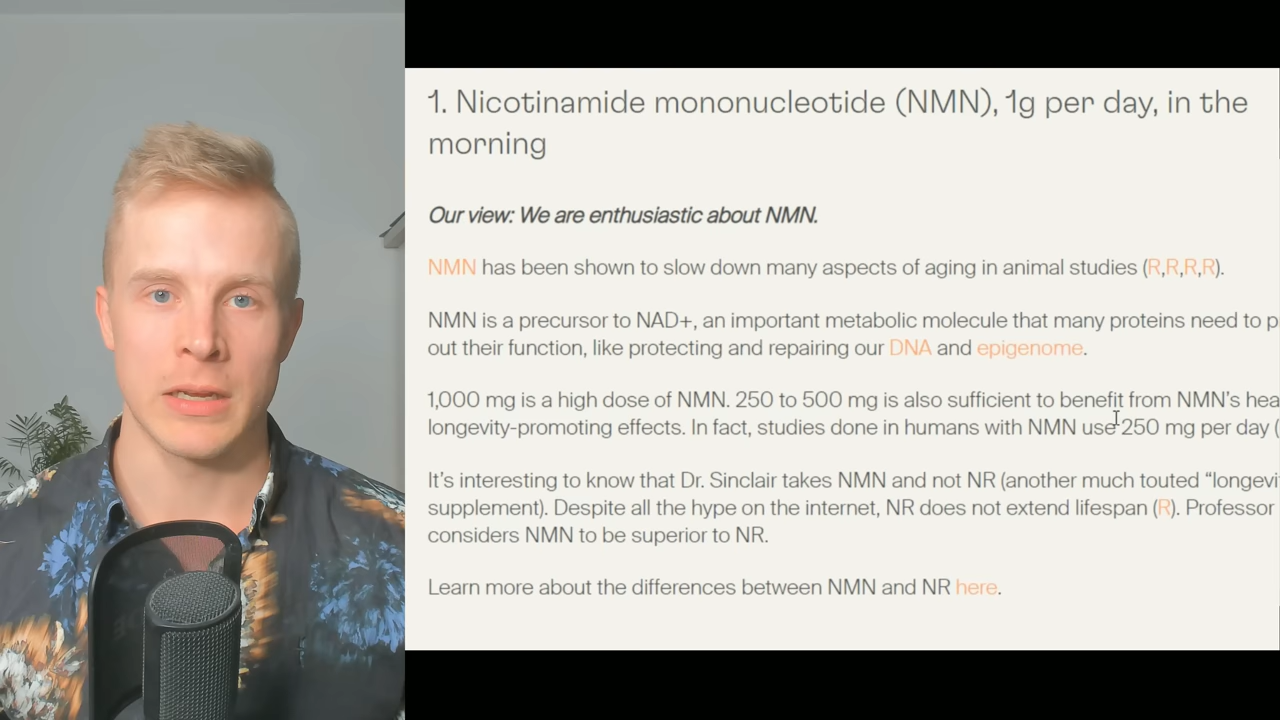 1. Nicotinamide mononucleotide (NMN), 1g per day, in the
morning
Our view: We are enthusiastic about NMN.
NMN has been shown to slow down many aspects of aging in animal studies (R,R,R,R).
NMN is a precursor to NAD+, an important metabolic molecule that many proteins need to p
out their function, like protecting and repairing our DNA and epigenome.
1,000 mg is a high dose of NMN. 250 to 500 mg is also sufficient to benefit from NMN's hea
longevity-promoting effects. In fact, studies done in humans with NMN use 250 mg per day (
It's interesting to know that Dr. Sinclair takes NMN and not NR (another much touted "longevi
supplement). Despite all the hype on the internet, NR does not extend lifespan (R). Professor
considers NMN to be superior to NR.
Learn more about the differences between NMN and NR here.